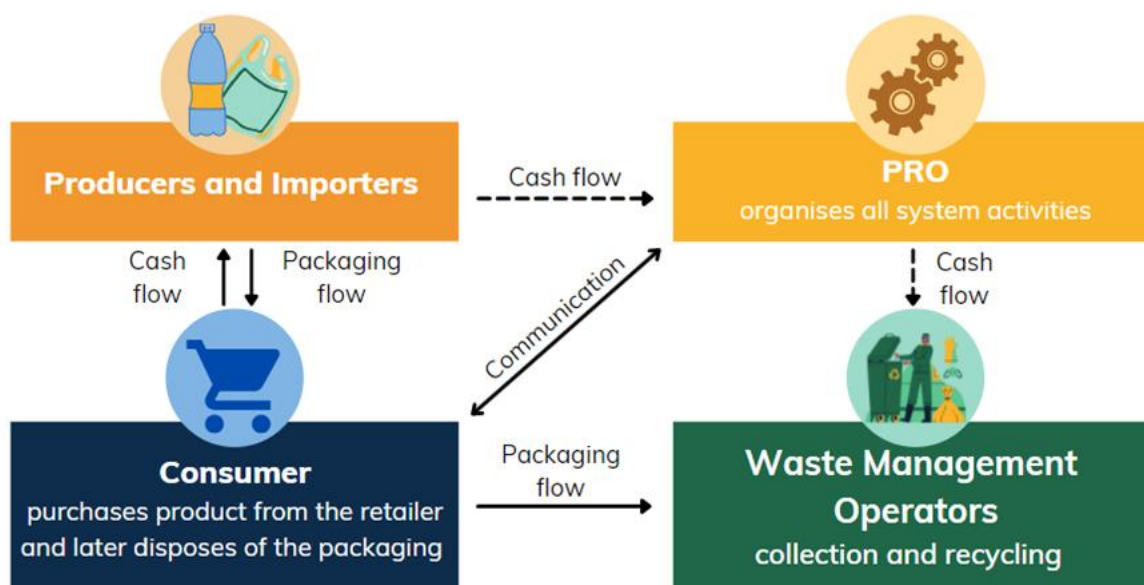 Producers and Importers
Cash flow
PRO
organises all system activities
Cash
flow
Packaging
flow
Communication
Cash
flow
Consumer
purchases product from the retailer
and later disposes of the packaging
Packaging
flow
Waste Management
Operators
collection and recycling